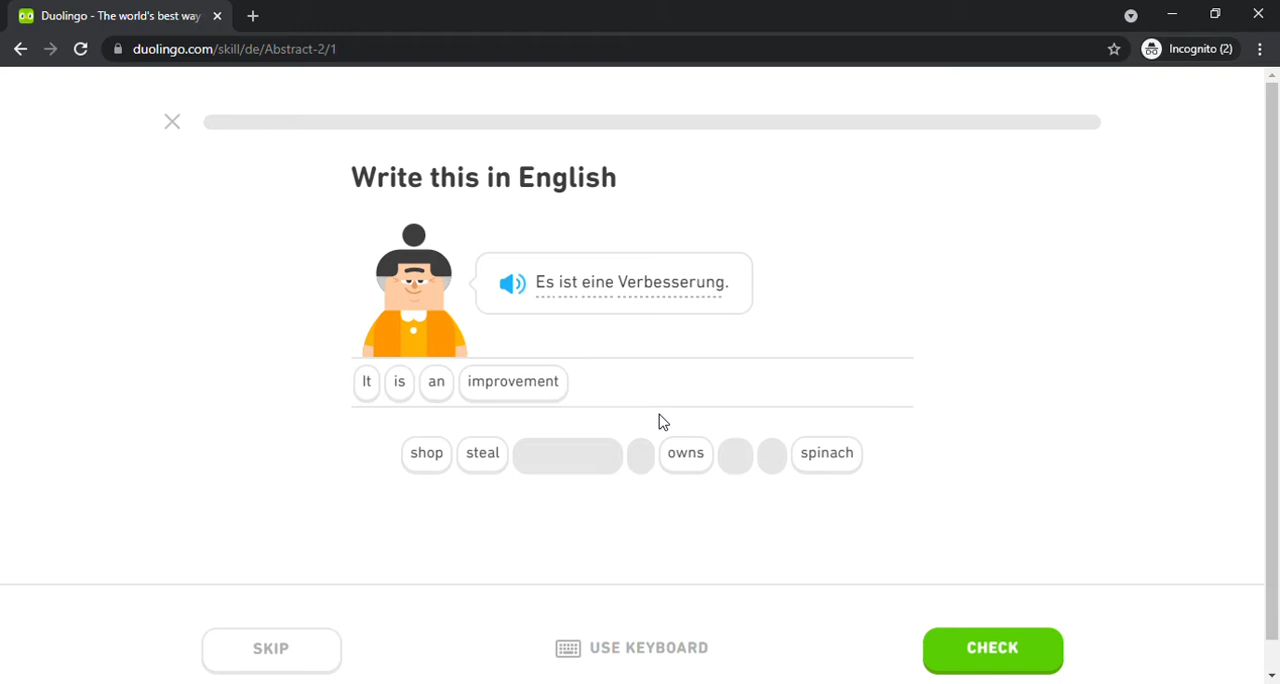 Duolingo - The world's best way
duolingo.com/skill/de/Abstract-2/1
Incognito (2)
Write this in English
Es ist eine Verbesserung.
It is an improvement
shop steal owns spinach
SKIP
USE KEYBOARD
CHECK